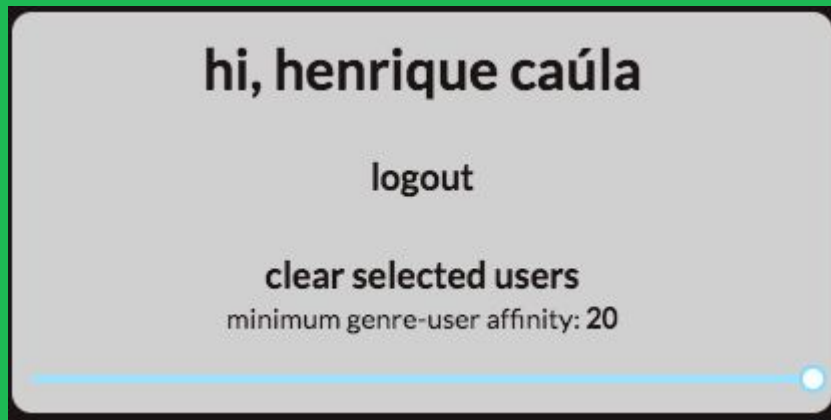 hi, henrique caúla
logout
clear selected users
minimum genre-user affinity: 20